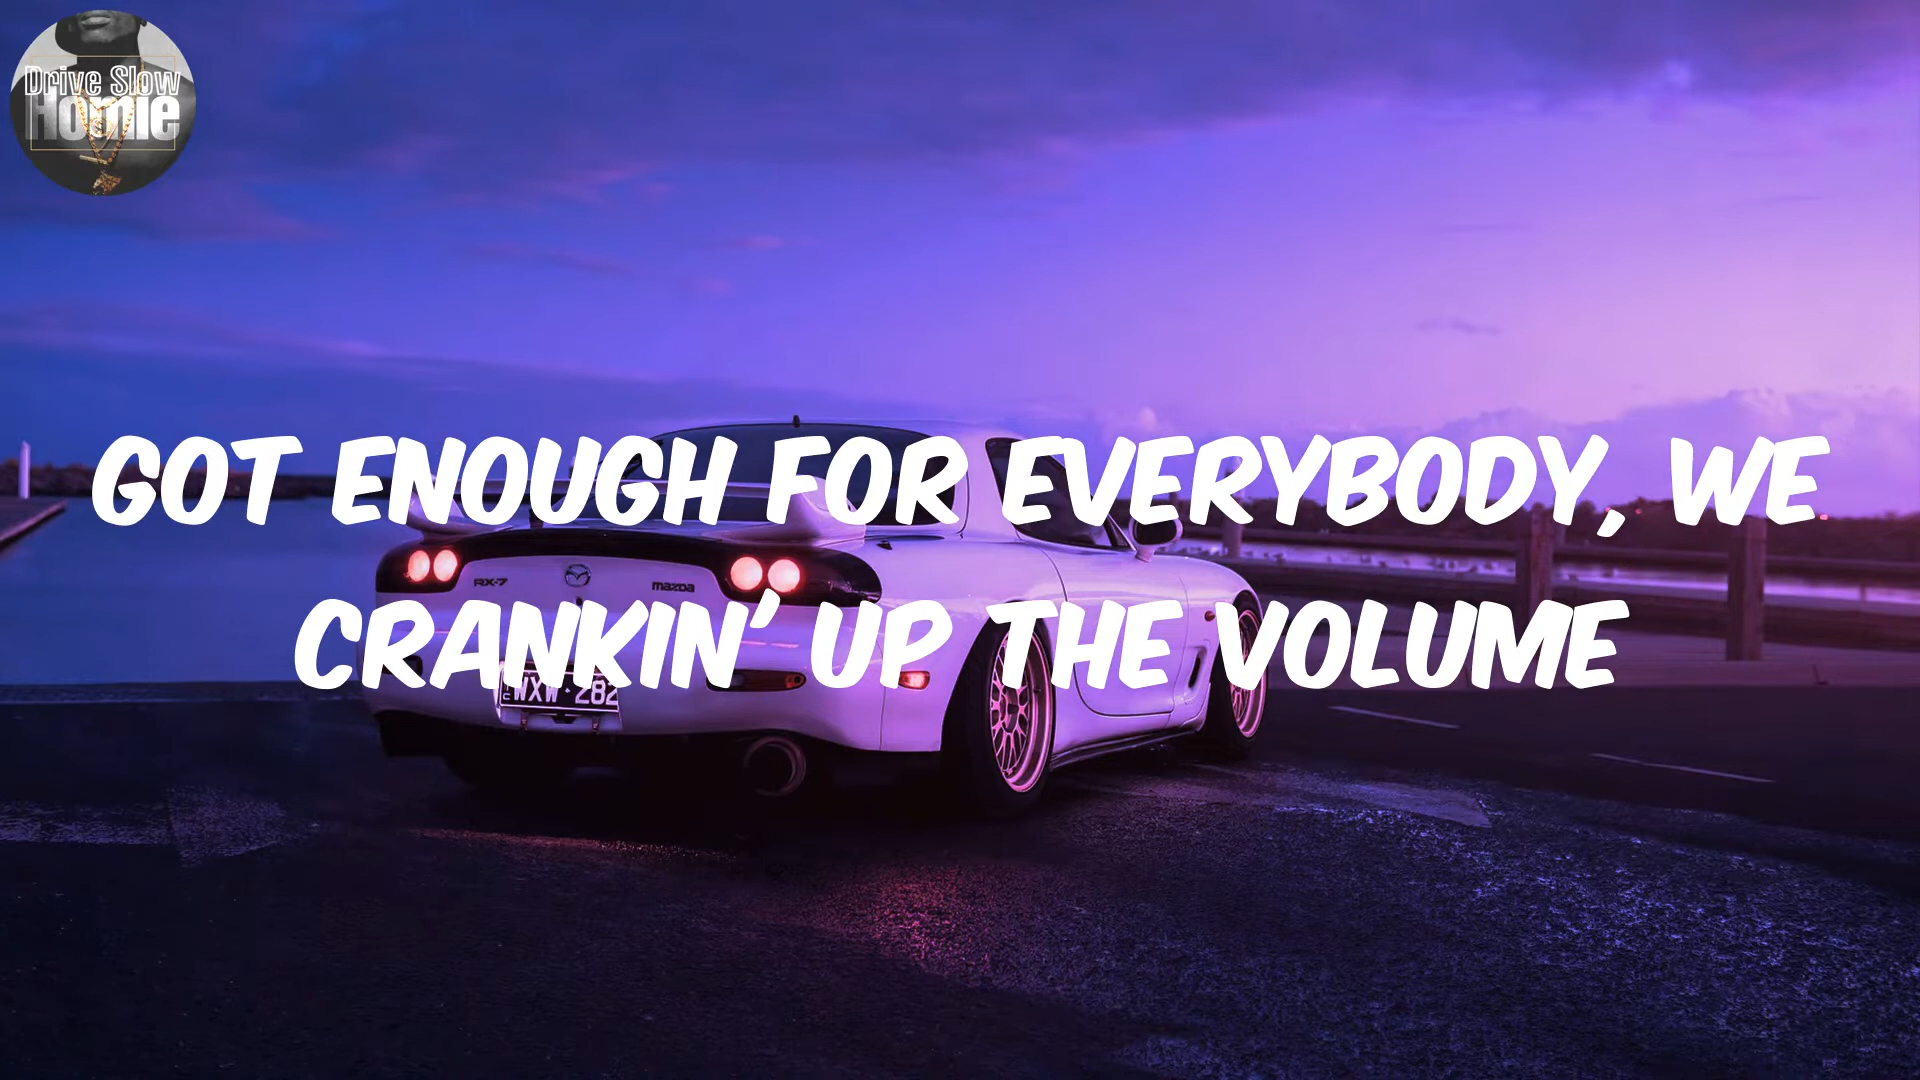 Drive Slow
Homie
GOT ENOUGH FOR EVERYBODY, WE
RX-7
mazda
CRANKIN' UP THE VOLUME
WXW·282